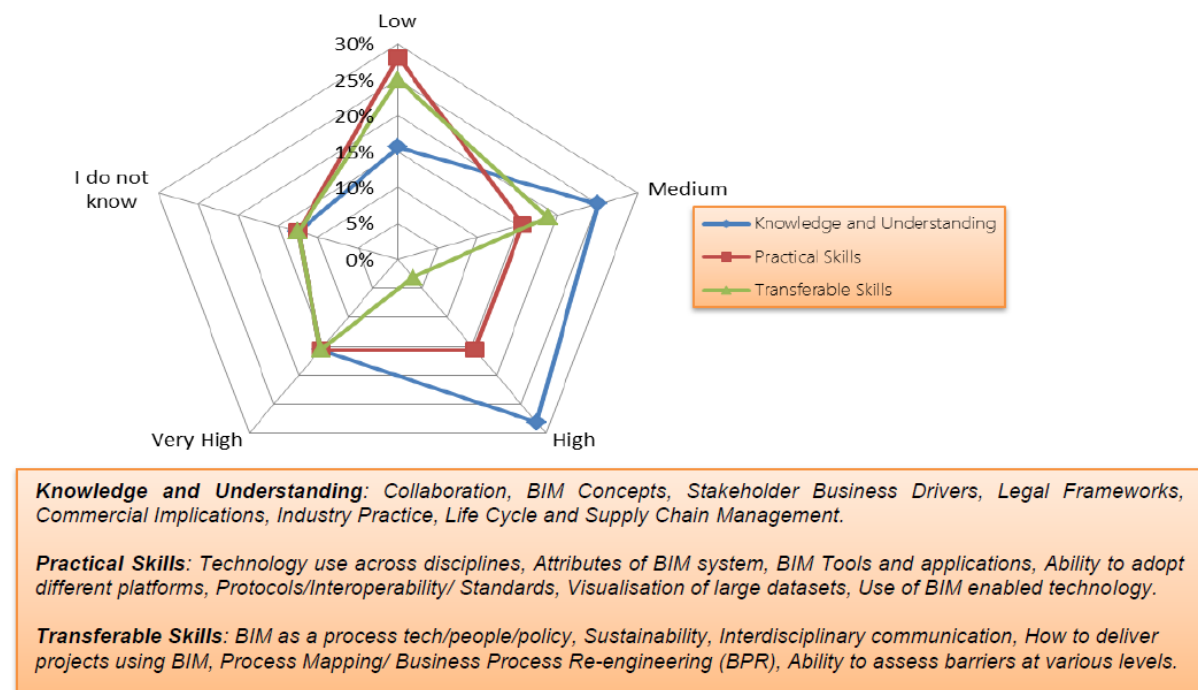 Low
30%
25%
20%
15%
10%
5%
0%
I do not
know
Medium
Very High
High
Knowledge and Understanding
Practical Skills
Transferable Skills
Knowledge and Understanding: Collaboration, BIM Concepts, Stakeholder Business Drivers, Legal Frameworks,
Commercial Implications, Industry Practice, Life Cycle and Supply Chain Management.
Practical Skills: Technology use across disciplines, Attributes of BIM system, BIM Tools and applications, Ability to adopt
different platforms, Protocols/Interoperability/ Standards, Visualisation of large datasets, Use of BIM enabled technology.
Transferable Skills: BIM as a process tech/people/policy, Sustainability, Interdisciplinary communication, How to deliver
projects using BIM, Process Mapping/ Business Process Re-engineering (BPR), Ability to assess barriers at various levels.